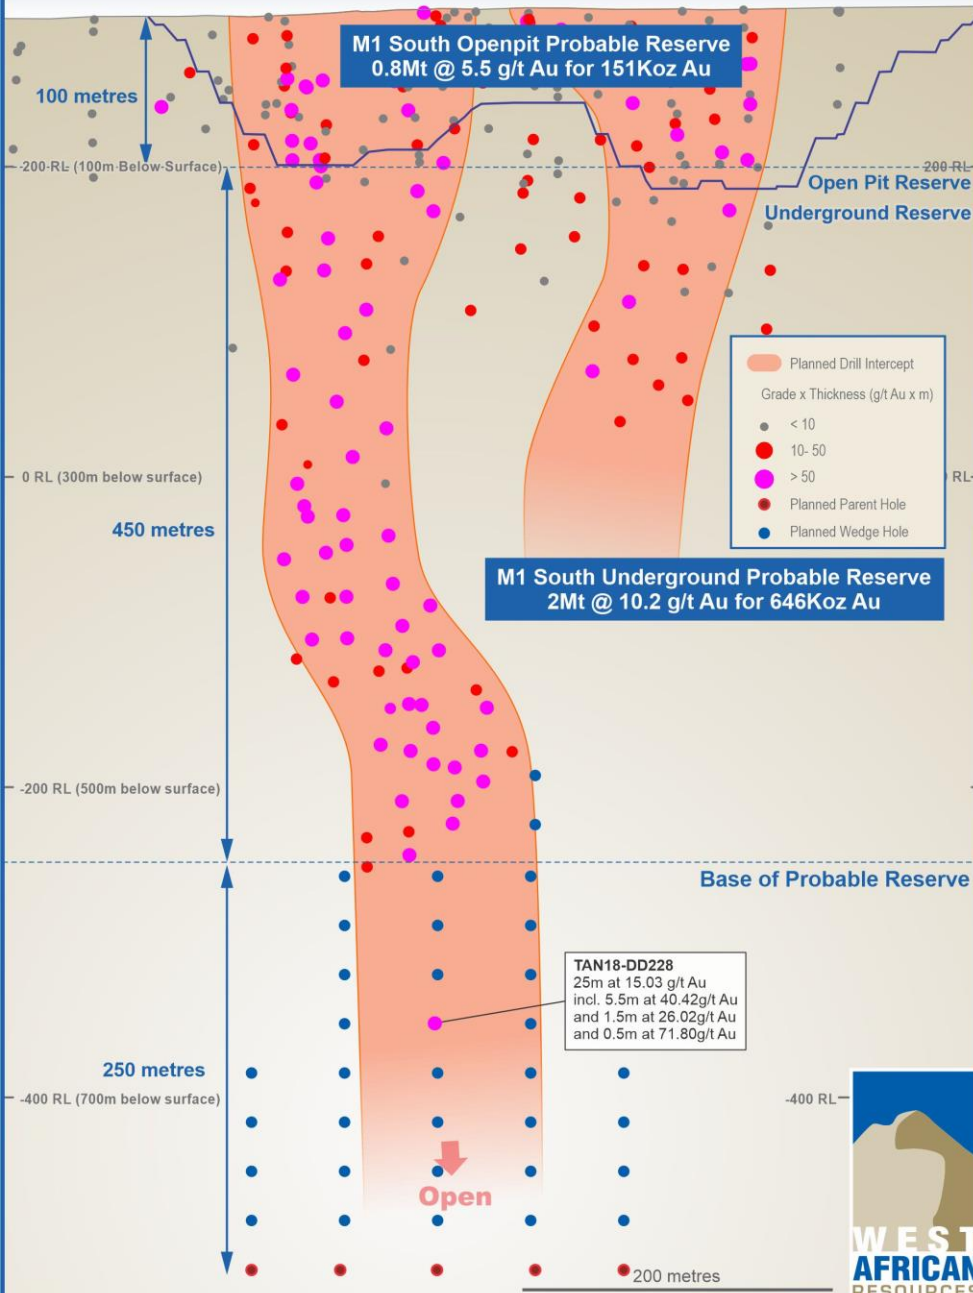 M1 South Openpit Probable Reserve
0.8Mt @ 5.5 g/t Au for 151Koz Au
100 metres
200 RL (100m Below Surface)
200 RL
Open Pit Reserve
Underground Reserve
Planned Drill Intercept
Grade x Thickness (g/t Au x m)
< 10
10- 50
> 50
Planned Parent Hole
Planned Wedge Hole
0 RL (300m below surface)
RL
450 metres
M1 South Underground Probable Reserve
2Mt @ 10.2 g/t Au for 646Koz Au
-200 RL (500m below surface)
Base of Probable Reserve
TAN18-DD228
25m at 15.03 g/t Au
incl. 5.5m at 40.42g/t Au
and 1.5m at 26.02g/t Au
and 0.5m at 71.80g/t Au
250 metres
-400 RL (700m below surface)
-400 RL
Open
200 metres
WEST
AFRICAN
RESOURCES